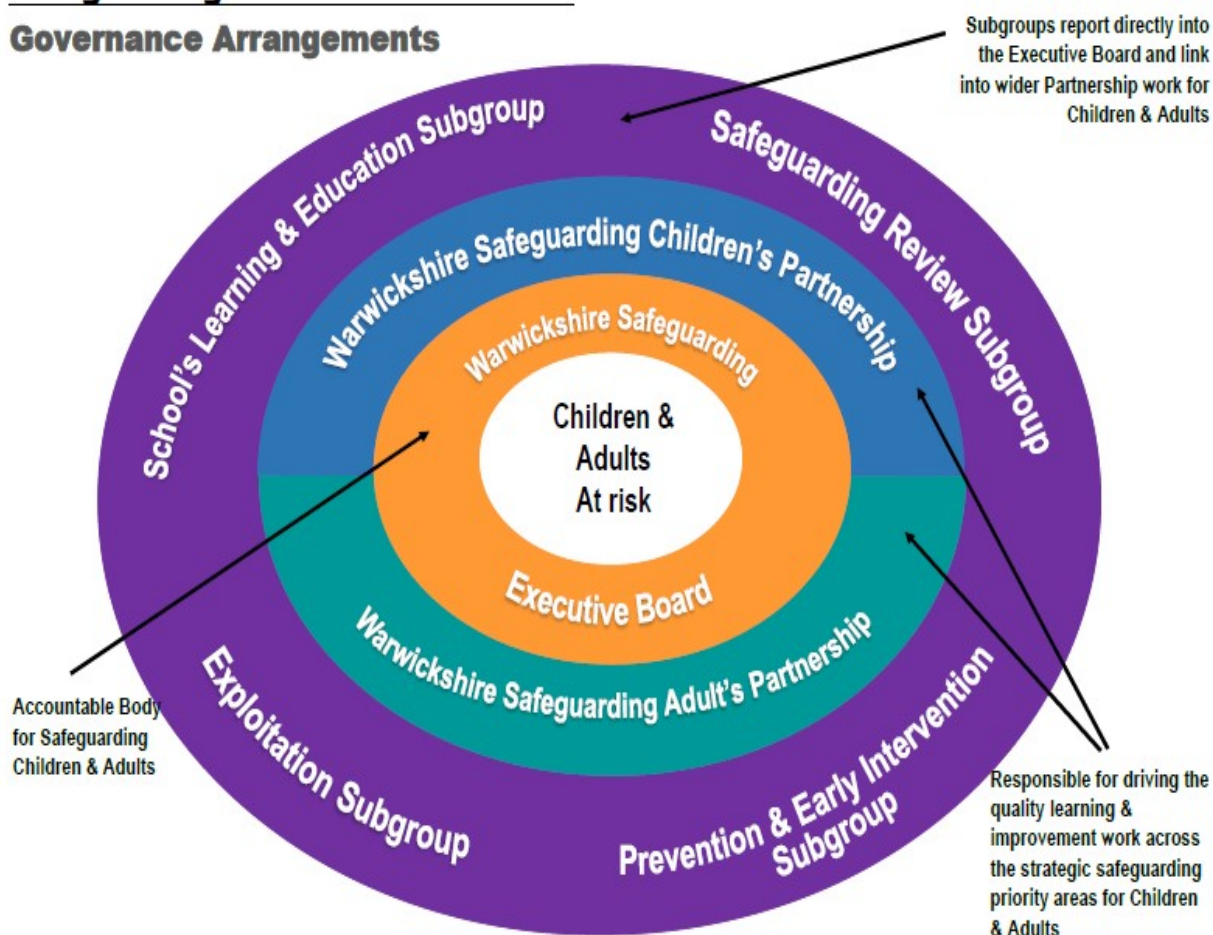 Governance Arrangements
Subgroups report directly into
the Executive Board and link
into wider Partnership work for
Children & Adults
School's Learning & Education Subgroup
Safeguarding Review Subgroup
Warwickshire Safeguarding Children's Partnership
Warwickshire Safeguarding
Children &
Adults
At risk
Executive Board
Warwickshire Safeguarding Adult's Partnership
Exploitation Subgroup
Prevention & Early Intervention
Subgroup
Accountable Body
for Safeguarding
Children & Adults
Responsible for driving the
quality learning &
improvement work across
the strategic safeguarding
priority areas for Children
& Adults